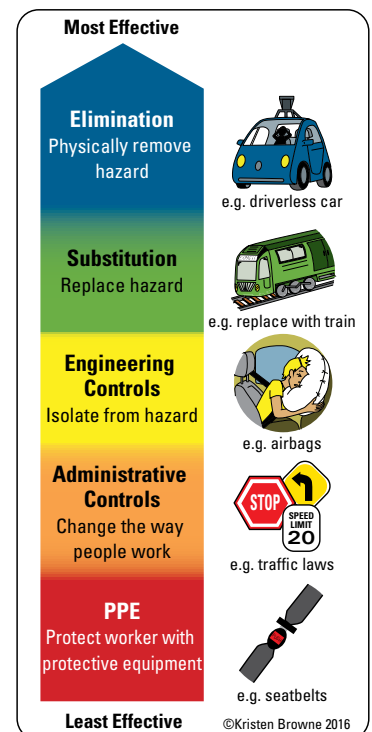 Most Effective
Elimination
Physically remove
hazard
e.g. driverless car
Substitution
Replace hazard
e.g. replace with train
Engineering
Controls
Isolate from hazard
e.g. airbags
Administrative
Controls
Change the way
people work
STOP
SPEED
LIMIT
20
e.g. traffic laws
PPE
Protect worker with
protective equipment
e.g. seatbelts
Least Effective
©Kristen Browne 2016